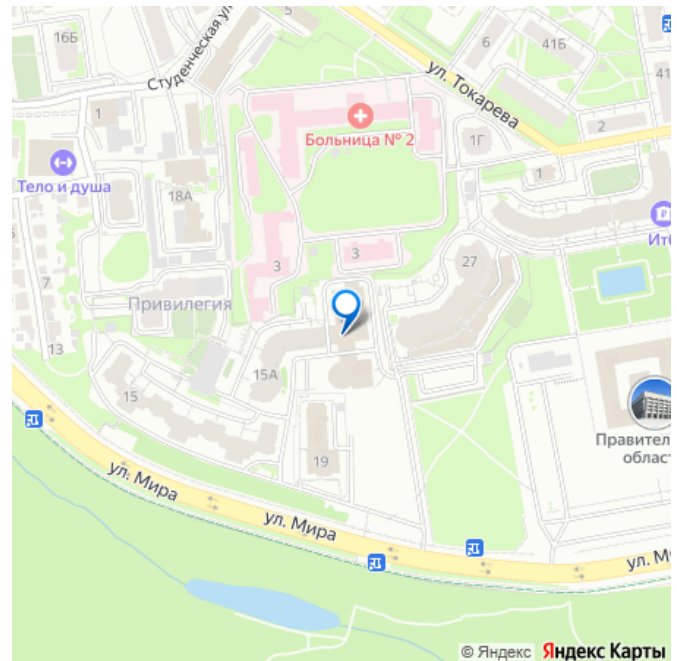 16Б
Студенческая ул.
5
6
41Б
41
ул. Токарева
Больница № 2
1Г
2
1
1
Тело и душа
18А
3
3
27
7
Привилегия
13
15А
15
19
Правител
облас
ул. Мира
ул. Мира
ул. М
© Яндекс Яндекс Карты